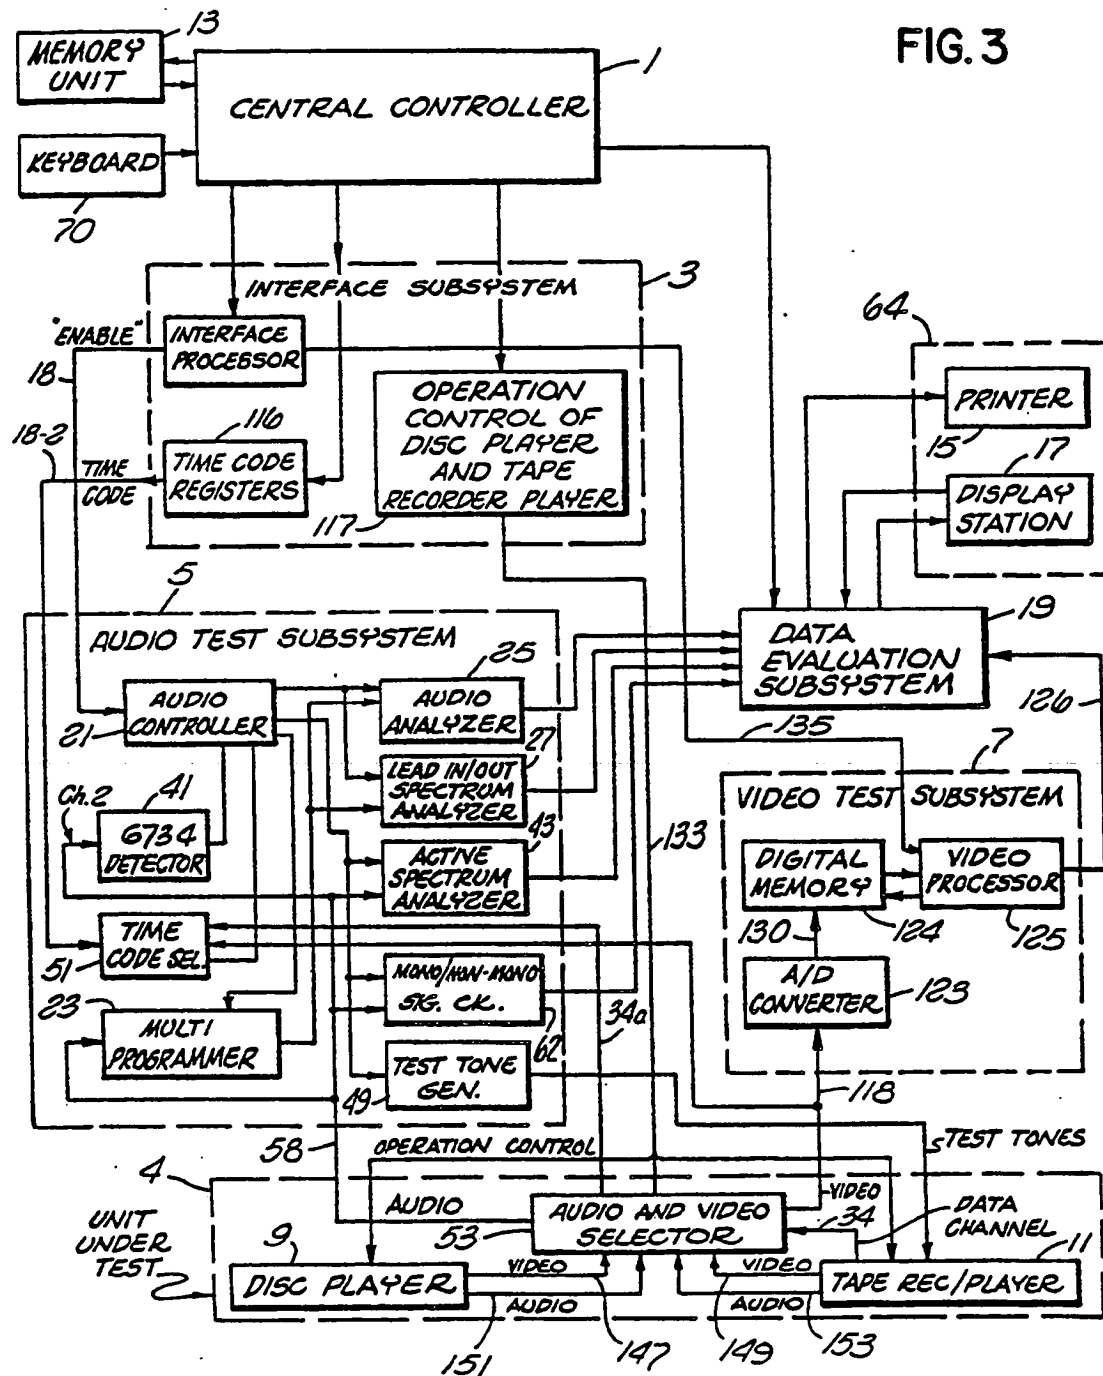 FIG. 3
13
MEMORY
UNIT
1
CENTRAL CONTROLLER
KEYBOARD
70
3
INTERFACE SUBSYSTEM
"ENABLE"
INTERFACE
PROCESSOR
18
18-2
TIME
CODE
116
TIME CODE
REGISTERS
OPERATION
CONTROL OF
DISC PLAYER
AND TAPE
RECORDER PLAYER
117
64
PRINTER
15
17
DISPLAY
STATION
5
AUDIO TEST SUBSYSTEM
19
DATA
EVALUATION
SUBSYSTEM
126
135
25
AUDIO
ANALYZER
AUDIO
CONTROLLER
21
27
LEAD IN/OUT
SPECTRUM
ANALYZER
Ch.2
41
6734
DETECTOR
43
ACTIVE
SPECTRUM
ANALYZER
133
7
VIDEO TEST SUBSYSTEM
DIGITAL
MEMORY
VIDEO
PROCESSOR
124
125
130
A/D
CONVERTER
123
TIME
CODE SEL.
51
MONO/NON-MONO
SIG. CK.
62
34a
23
MULTI
PROGRAMMER
TEST TONE
GEN.
49
118
58
OPERATION CONTROL
TEST TONES
4
UNIT
UNDER
TEST
AUDIO
AUDIO AND VIDEO
SELECTOR
53
VIDEO
34
DATA
CHANNEL
9
DISC PLAYER
VIDEO
AUDIO
VIDEO
AUDIO
11
TAPE REC/PLAYER
151
147
149
153